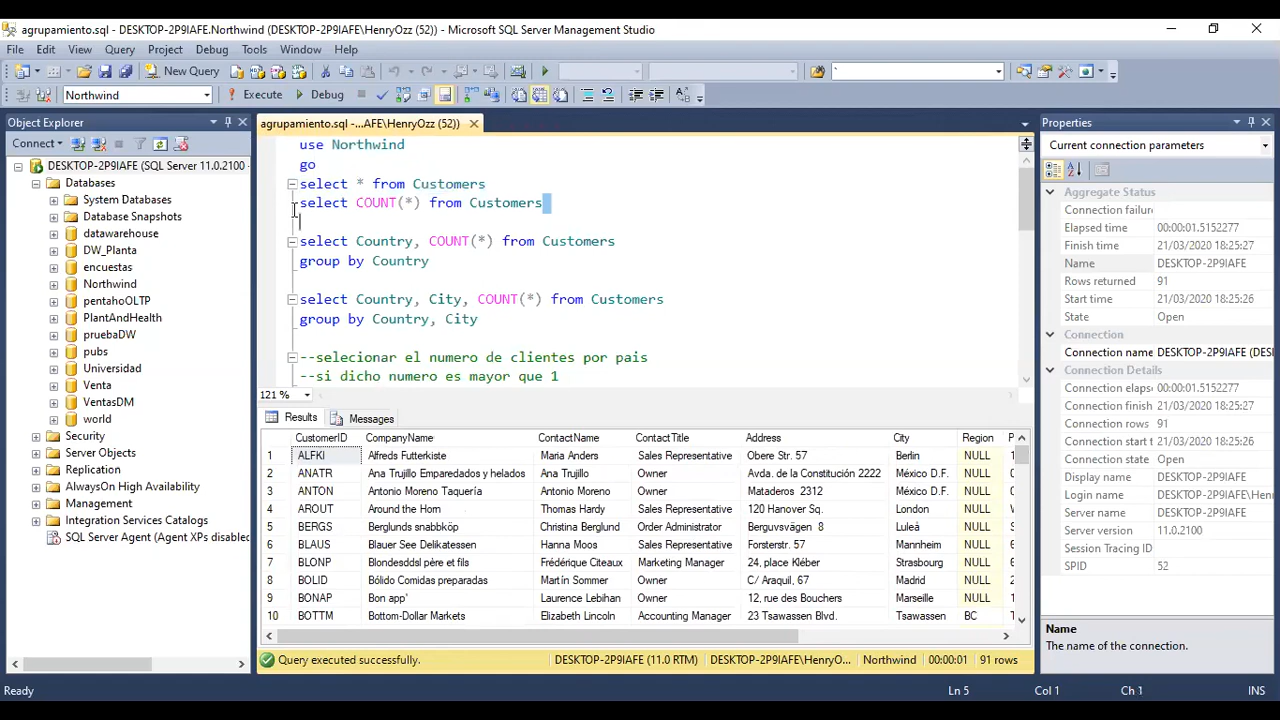 agrupamiento.sql - DESKTOP-2P9IAFE.Northwind (DESKTOP-2P9IAFE\HenryOzz (52)) - Microsoft SQL Server Management Studio
File Edit View Query Project Debug Tools Window Help
New Query `
Northwind Execute Debug
Object Explorer
Connect
DESKTOP-2P9IAFE (SQL Server 11.0.2100
Databases
System Databases
Database Snapshots
datawarehouse
DW_Planta
encuestas
Northwind
pentahoOLTP
PlantAndHealth
pruebaDW
pubs
Universidad
Venta
VentasDM
world
Security
Server Objects
Replication
AlwaysOn High Availability
Management
Integration Services Catalogs
SQL Server Agent (Agent XPs disabled
agrupamiento.sql -...AFE\HenryOzz (52))
use Northwind
go
select * from Customers
select COUNT(*) from Customers
select Country, COUNT(*) from Customers
group by Country
select Country, City, COUNT(*) from Customers
group by Country, City
--selecionar el numero de clientes por pais
--si dicho numero es mayor que 1
121 %
Results Messages
CustomerID CompanyName ContactName ContactTitle Address City Region P
1 ALFKI Alfreds Futterkiste Maria Anders Sales Representative Obere Str. 57 Berlin NULL 1
2 ANATR Ana Trujillo Emparedados y helados Ana Trujillo Owner Avda. de la Constitución 2222 México D.F. NULL 0
3 ANTON Antonio Moreno Taquería Antonio Moreno Owner Mataderos 2312 México D.F. NULL 0
4 AROUT Around the Horn Thomas Hardy Sales Representative 120 Hanover Sq. London NULL W
5 BERGS Berglunds snabbköp Christina Berglund Order Administrator Berguvsvägen 8 Luleå NULL S
6 BLAUS Blauer See Delikatessen Hanna Moos Sales Representative Forsterstr. 57 Mannheim NULL 6
7 BLONP Blondesddsl père et fils Frédérique Citeaux Marketing Manager 24, place Kléber Strasbourg NULL 6
8 BOLID Bólido Comidas preparadas Martín Sommer Owner C/ Araquil, 67 Madrid NULL 2
9 BONAP Bon app' Laurence Lebihan Owner 12, rue des Bouchers Marseille NULL 1
10 BOTTM Bottom-Dollar Markets Elizabeth Lincoln Accounting Manager 23 Tsawassen Blvd. Tsawassen BC T
Query executed successfully. DESKTOP-2P9IAFE (11.0 RTM) DESKTOP-2P9IAFE\HenryO... Northwind 00:00:01 91 rows
Properties
Current connection parameters
Aggregate Status
Connection failure
Elapsed time 00:00:01.5152277
Finish time 21/03/2020 18:25:27
Name DESKTOP-2P9IAFE
Rows returned 91
Start time 21/03/2020 18:25:26
State Open
Connection
Connection name DESKTOP-2P9IAFE (DES
Connection Details
Connection elaps 00:00:01.5152277
Connection finish 21/03/2020 18:25:27
Connection rows 91
Connection start t 21/03/2020 18:25:26
Connection state Open
Display name DESKTOP-2P9IAFE
Login name DESKTOP-2P9IAFE\Henr
Server name DESKTOP-2P9IAFE
Server version 11.0.2100
Session Tracing ID
SPID 52
Name
The name of the connection.
Ready Ln 5 Col 1 Ch 1 INS